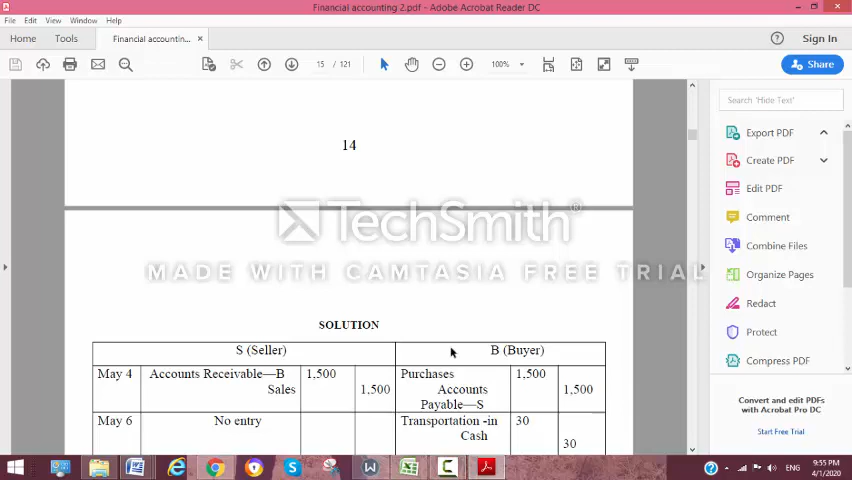 Financial accounting 2.pdf - Adobe Acrobat Reader DC
File Edit View Window Help
Home Tools Financial accountin... × Sign In
15 / 121 100% Share
Search 'Hide Text'
14
Export PDF
Create PDF
Edit PDF
TechSmith®
Comment
Combine Files
MADE WITH CAMTASIA FREE TRIAL
Organize Pages
Redact
SOLUTION
Protect
S (Seller) B (Buyer)
Compress PDF
May 4 Accounts Receivable—B 1,500 Purchases 1,500
Sales 1,500 Accounts 1,500
Payable—S
May 6 No entry Transportation -in 30
Cash 30
Convert and edit PDFs
with Acrobat Pro DC
Start Free Trial
ENG 9:55 PM
4/1/2020